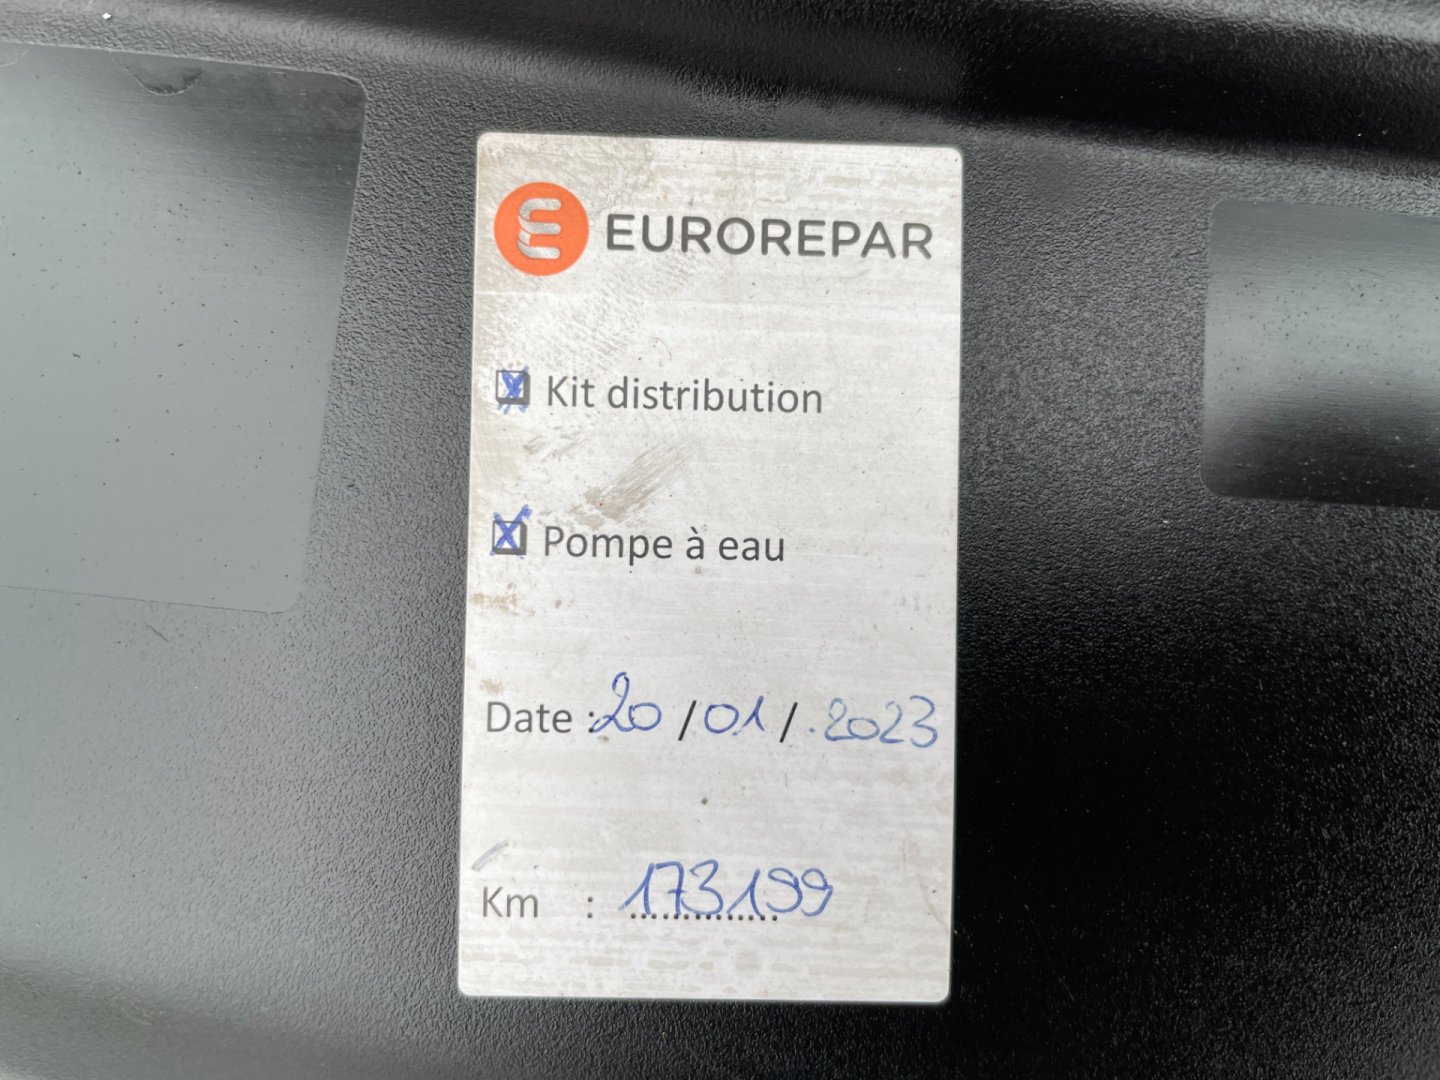 EUROREPAR
Kit distribution
Pompe à eau
Date : 20 / 01 / 2023
Km : 173199